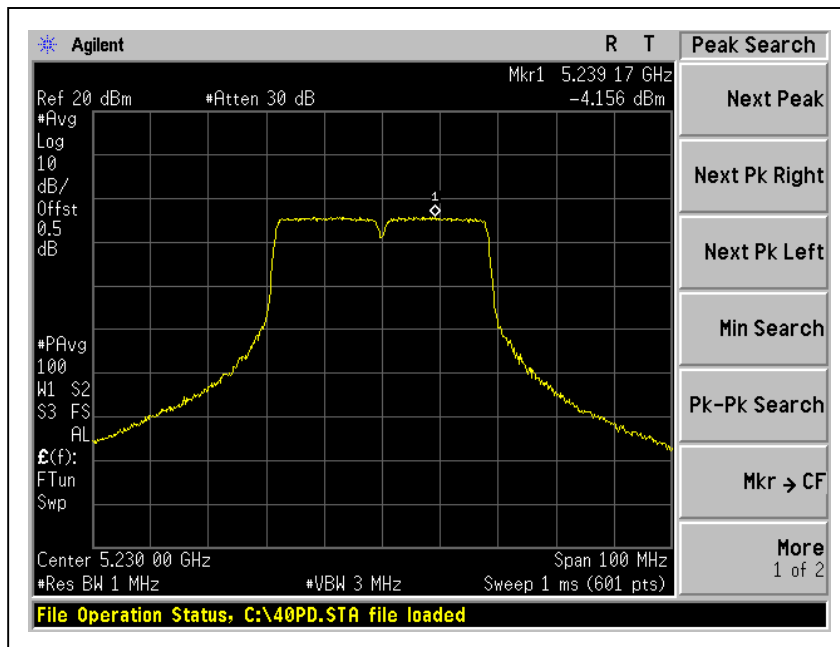 Agilent R T
Peak Search
Mkr1 5.239 17 GHz
Ref 20 dBm #Atten 30 dB -4.156 dBm
#Avg
Log
10
dB/
Offst
0.5
dB
1
#PAvg
100
W1 S2
S3 FS
AL
£(f):
FTun
Swp
Center 5.230 00 GHz Span 100 MHz
#Res BW 1 MHz #VBW 3 MHz Sweep 1 ms (601 pts)
File Operation Status, C:\40PD.STA file loaded
Next Peak
Next Pk Right
Next Pk Left
Min Search
Pk-Pk Search
Mkr → CF
More
1 of 2